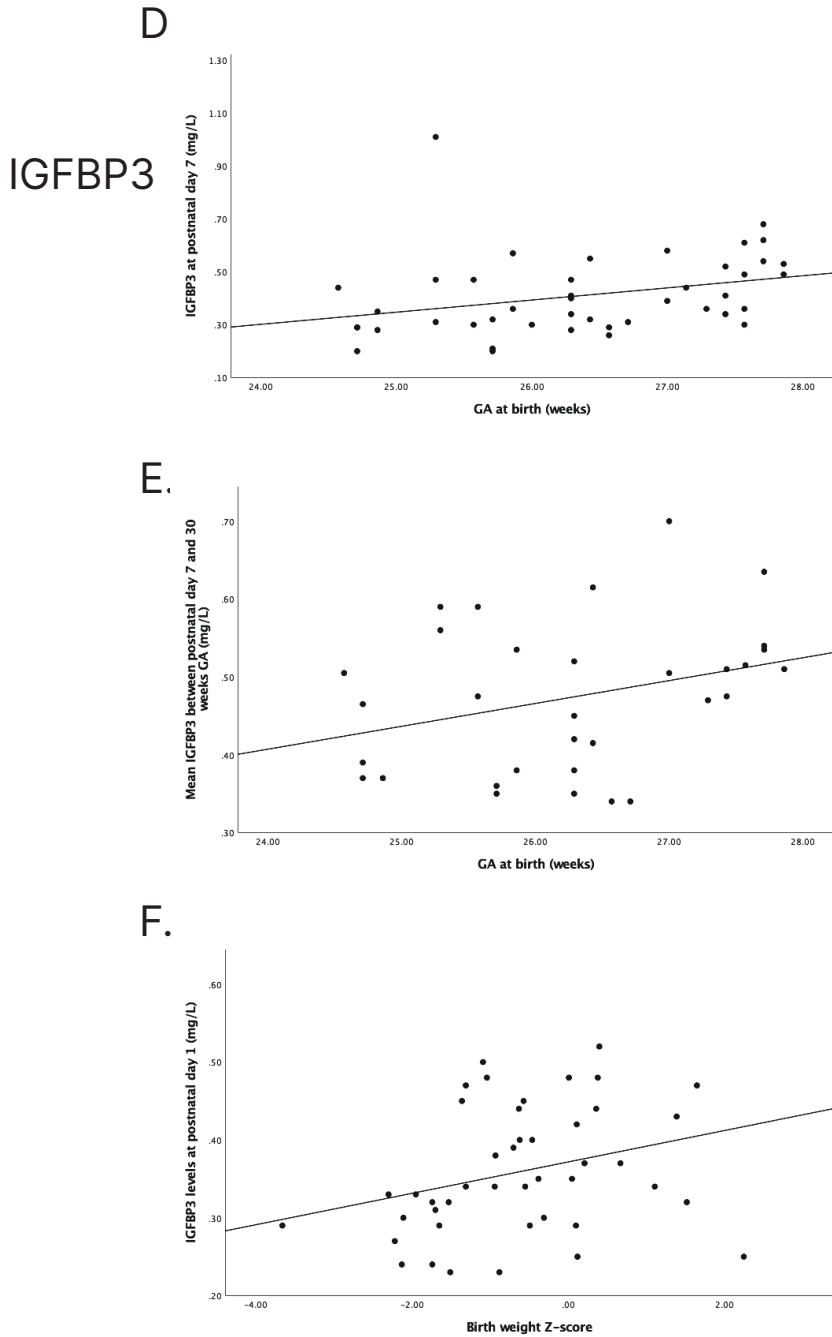 D
IGFBP3
IGFBP3 at postnatal day 7 (mg/L)
1.30
1.10
.90
.70
.50
.30
.10
24.00 25.00 26.00 27.00 28.00
GA at birth (weeks)
E.
Mean IGFBP3 between postnatal day 7 and 30
weeks GA (mg/L)
.70
.60
.50
.40
.30
24.00 25.00 26.00 27.00 28.00
GA at birth (weeks)
F.
IGFBP3 levels at postnatal day 1 (mg/L)
.60
.50
.40
.30
.20
-4.00 -2.00 .00 2.00
Birth weight Z-score